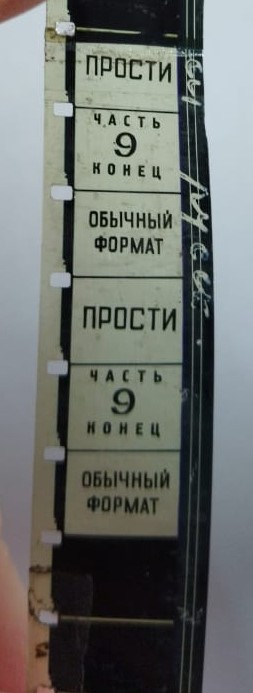 ПРОСТИ
ЧАСТЬ
9
КОНЕЦ
ОБЫЧНЫЙ
ФОРМАТ
ПРОСТИ
ЧАСТЬ
9
КОНЕЦ
ОБЫЧНЫЙ
ФОРМАТ